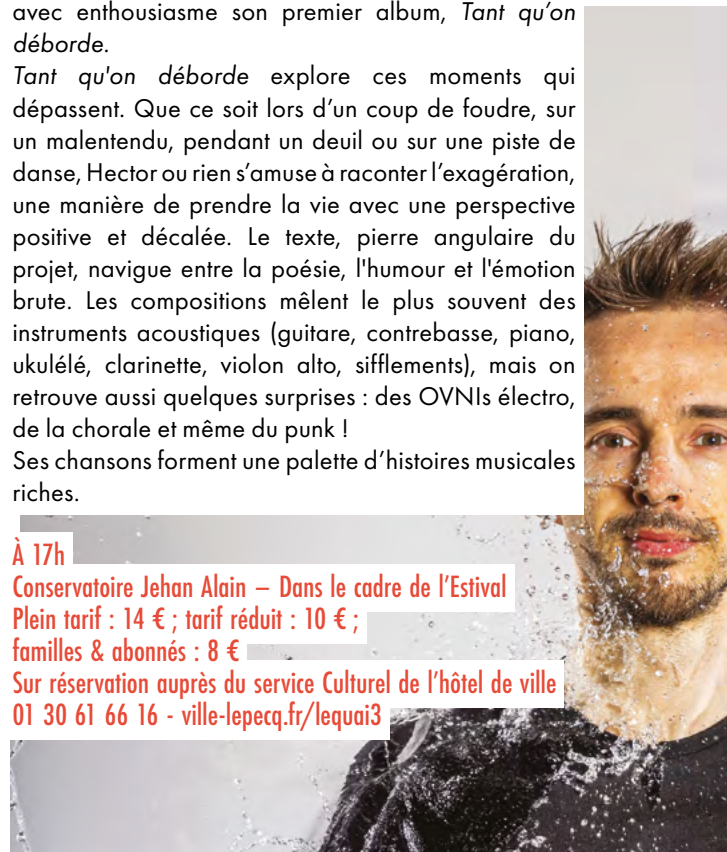 avec enthousiasme son premier album, Tant qu’on
déborde.
Tant qu'on déborde explore ces moments qui
dépassent. Que ce soit lors d’un coup de foudre, sur
un malentendu, pendant un deuil ou sur une piste de
danse, Hector ou rien s’amuse à raconter l’exagération,
une manière de prendre la vie avec une perspective
positive et décalée. Le texte, pierre angulaire du
projet, navigue entre la poésie, l'humour et l'émotion
brute. Les compositions mêlent le plus souvent des
instruments acoustiques (guitare, contrebasse, piano,
ukulélé, clarinette, violon alto, sifflements), mais on
retrouve aussi quelques surprises : des OVNIs électro,
de la chorale et même du punk !
Ses chansons forment une palette d’histoires musicales
riches.
À 17h
Conservatoire Jehan Alain – Dans le cadre de l’Estival
Plein tarif : 14 € ; tarif réduit : 10 € ;
familles & abonnés : 8 €
Sur réservation auprès du service Culturel de l’hôtel de ville
01 30 61 66 16 - ville-lepecq.fr/lequai3